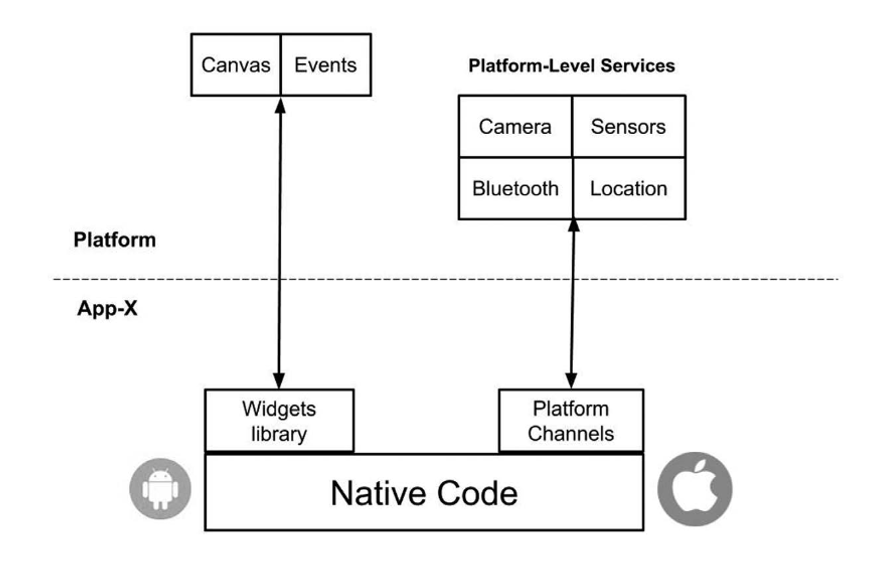 Canvas Events
Platform-Level Services
Camera Sensors
Bluetooth Location
Platform
App-X
Widgets
library
Platform
Channels
Native Code